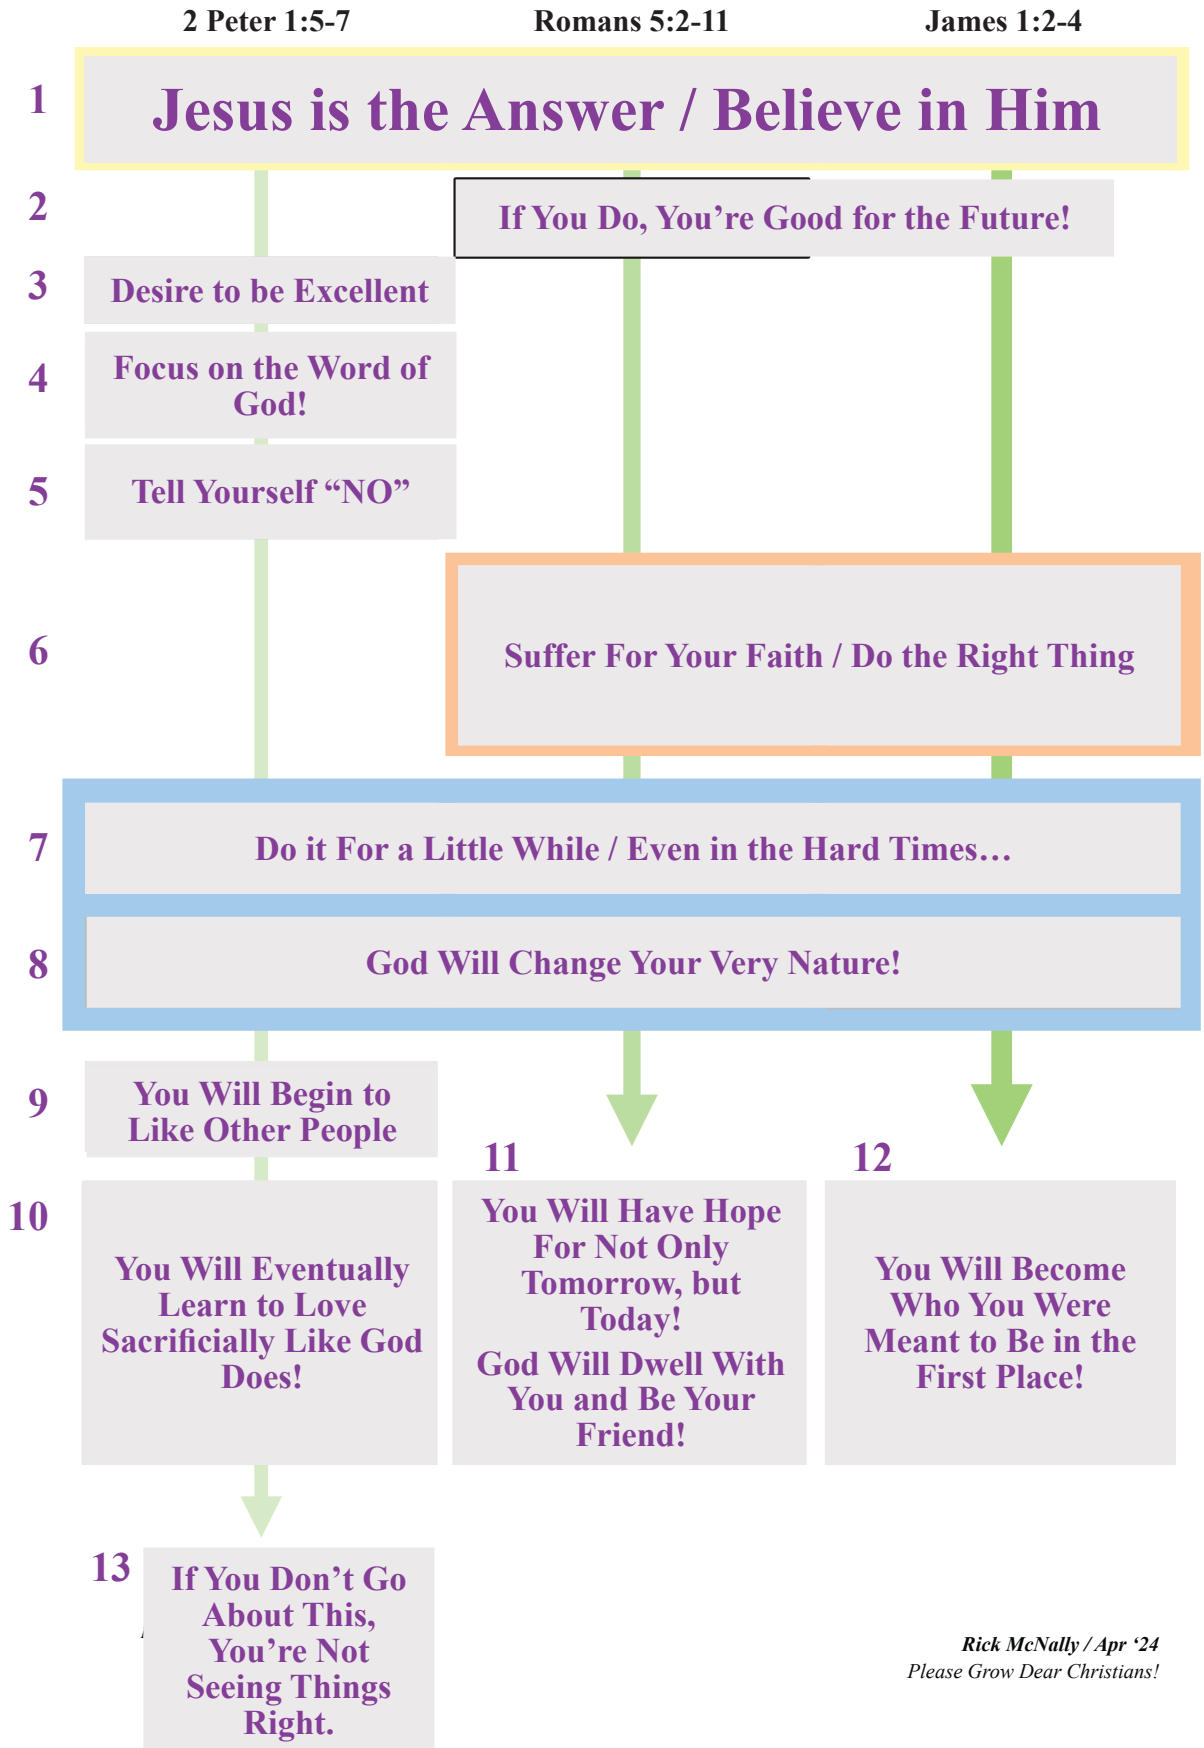 2 Peter 1:5-7 Romans 5:2-11 James 1:2-4
1 Jesus is the Answer / Believe in Him
2 If You Do, You’re Good for the Future!
3 Desire to be Excellent
4 Focus on the Word of
God!
5 Tell Yourself “NO”
6 Suffer For Your Faith / Do the Right Thing
7 Do it For a Little While / Even in the Hard Times…
8 God Will Change Your Very Nature!
9 You Will Begin to
Like Other People
10
You Will Eventually
Learn to Love
Sacrificially Like God
Does!
11
You Will Have Hope
For Not Only
Tomorrow, but
Today!
God Will Dwell With
You and Be Your
Friend!
12
You Will Become
Who You Were
Meant to Be in the
First Place!
13
If You Don’t Go
About This,
You’re Not
Seeing Things
Right.
Rick McNally / Apr ‘24
Please Grow Dear Christians!